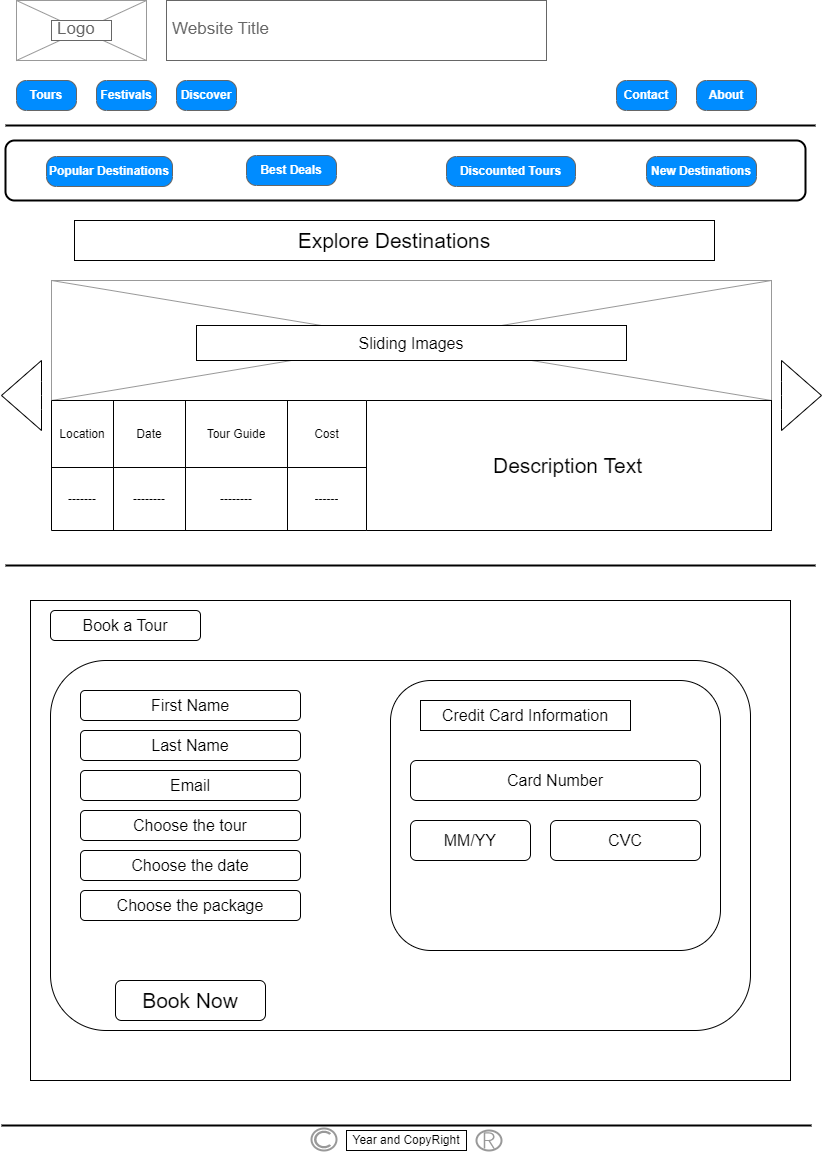 Logo
Website Title
Tours
Festivals
Discover
Contact
About
Popular Destinations
Best Deals
Discounted Tours
New Destinations
Explore Destinations
Sliding Images
Location
Date
Tour Guide
Cost
Description Text
-------
--------
--------
------
Book a Tour
First Name
Last Name
Email
Choose the tour
Choose the date
Choose the package
Credit Card Information
Card Number
MM/YY
CVC
Book Now
© Year and CopyRight ®